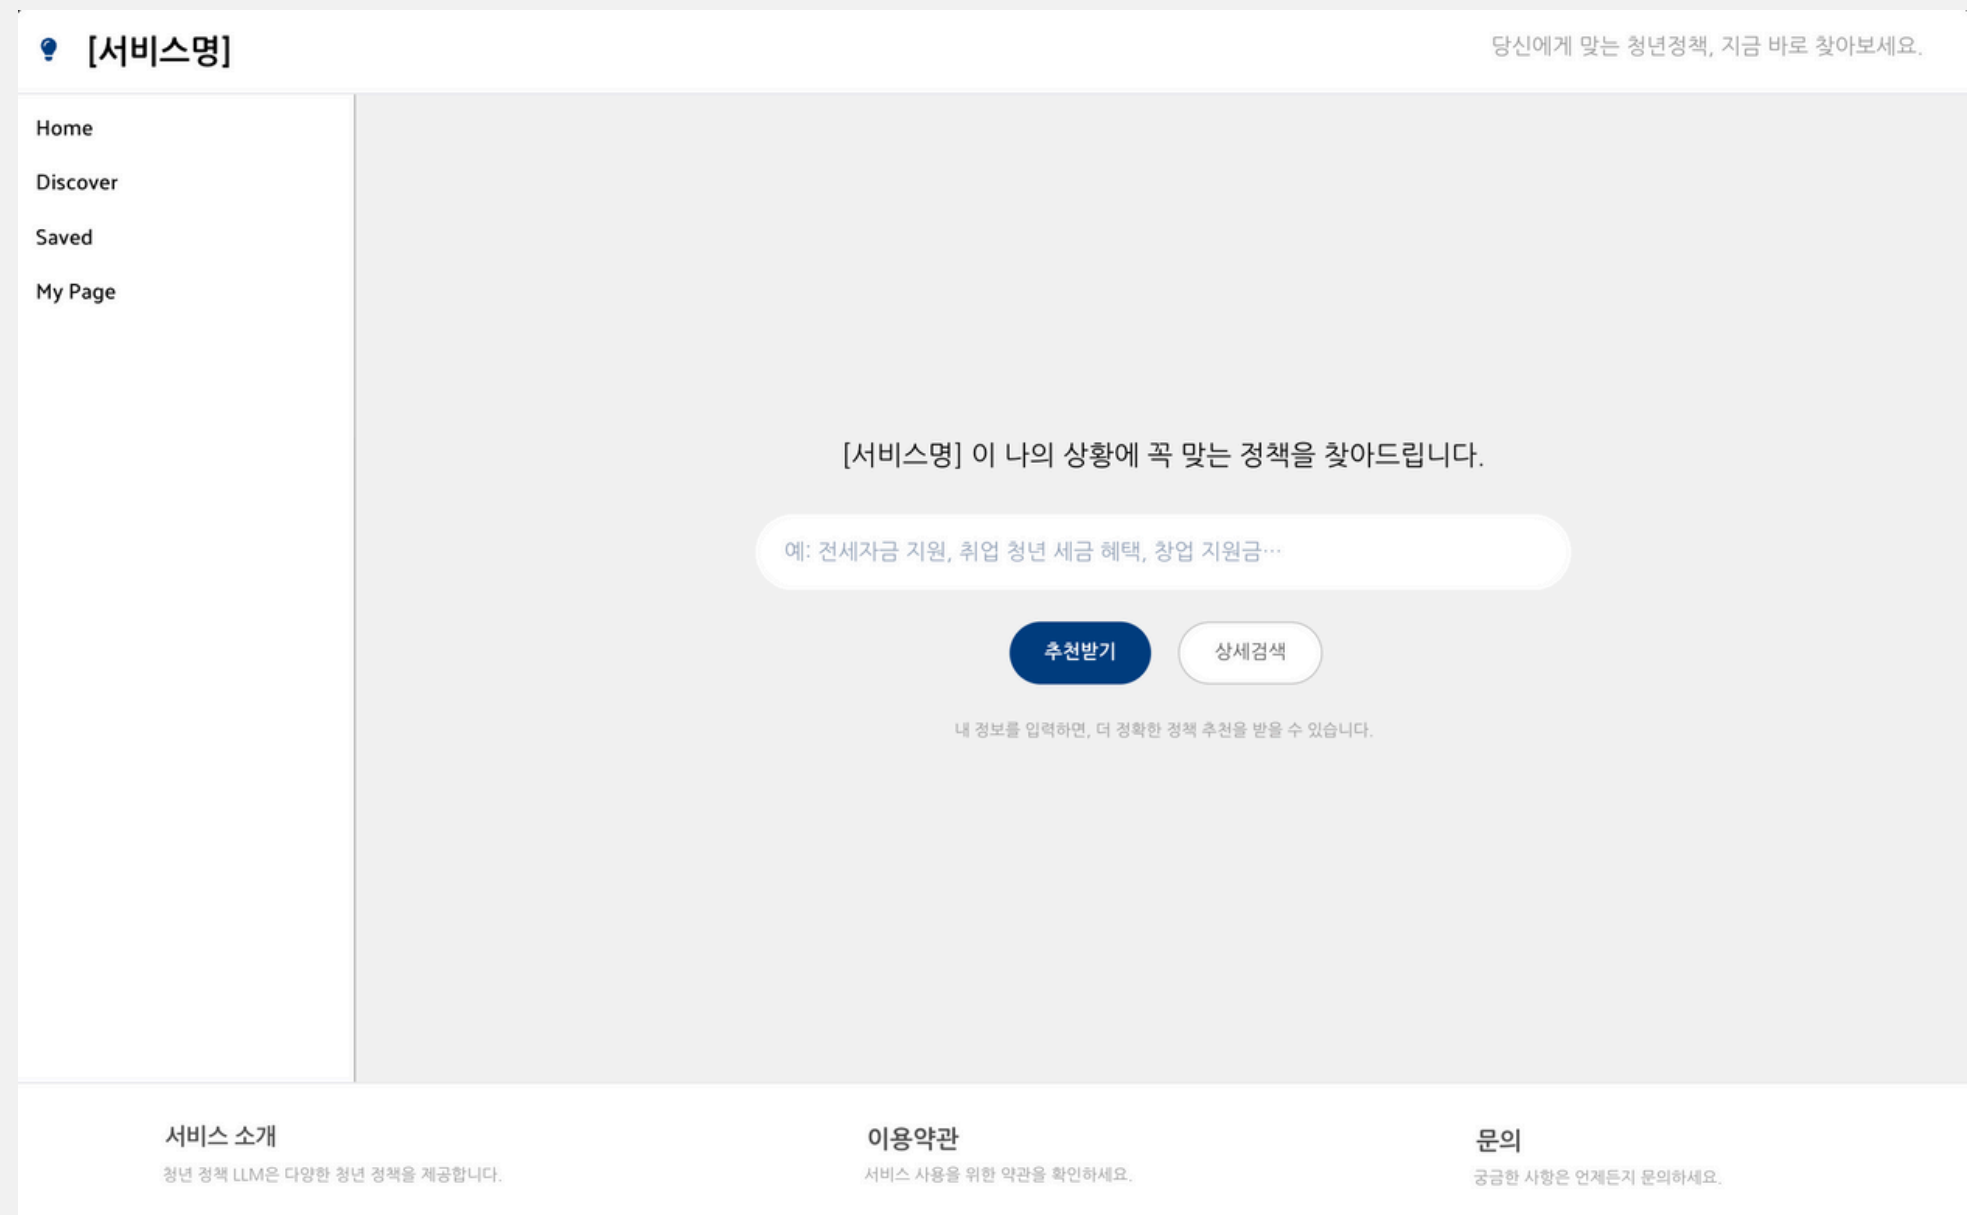 [서비스명]
당신에게 맞는 청년정책, 지금 바로 찾아보세요.
Home
Discover
Saved
My Page
[서비스명] 이 나의 상황에 꼭 맞는 정책을 찾아드립니다.
예: 전세자금 지원, 취업 청년 세금 혜택, 창업 지원금…
추천받기
상세검색
내 정보를 입력하면, 더 정확한 정책 추천을 받을 수 있습니다.
서비스 소개
청년 정책 LLM은 다양한 청년 정책을 제공합니다.
이용약관
서비스 사용을 위한 약관을 확인하세요.
문의
궁금한 사항은 언제든지 문의하세요.